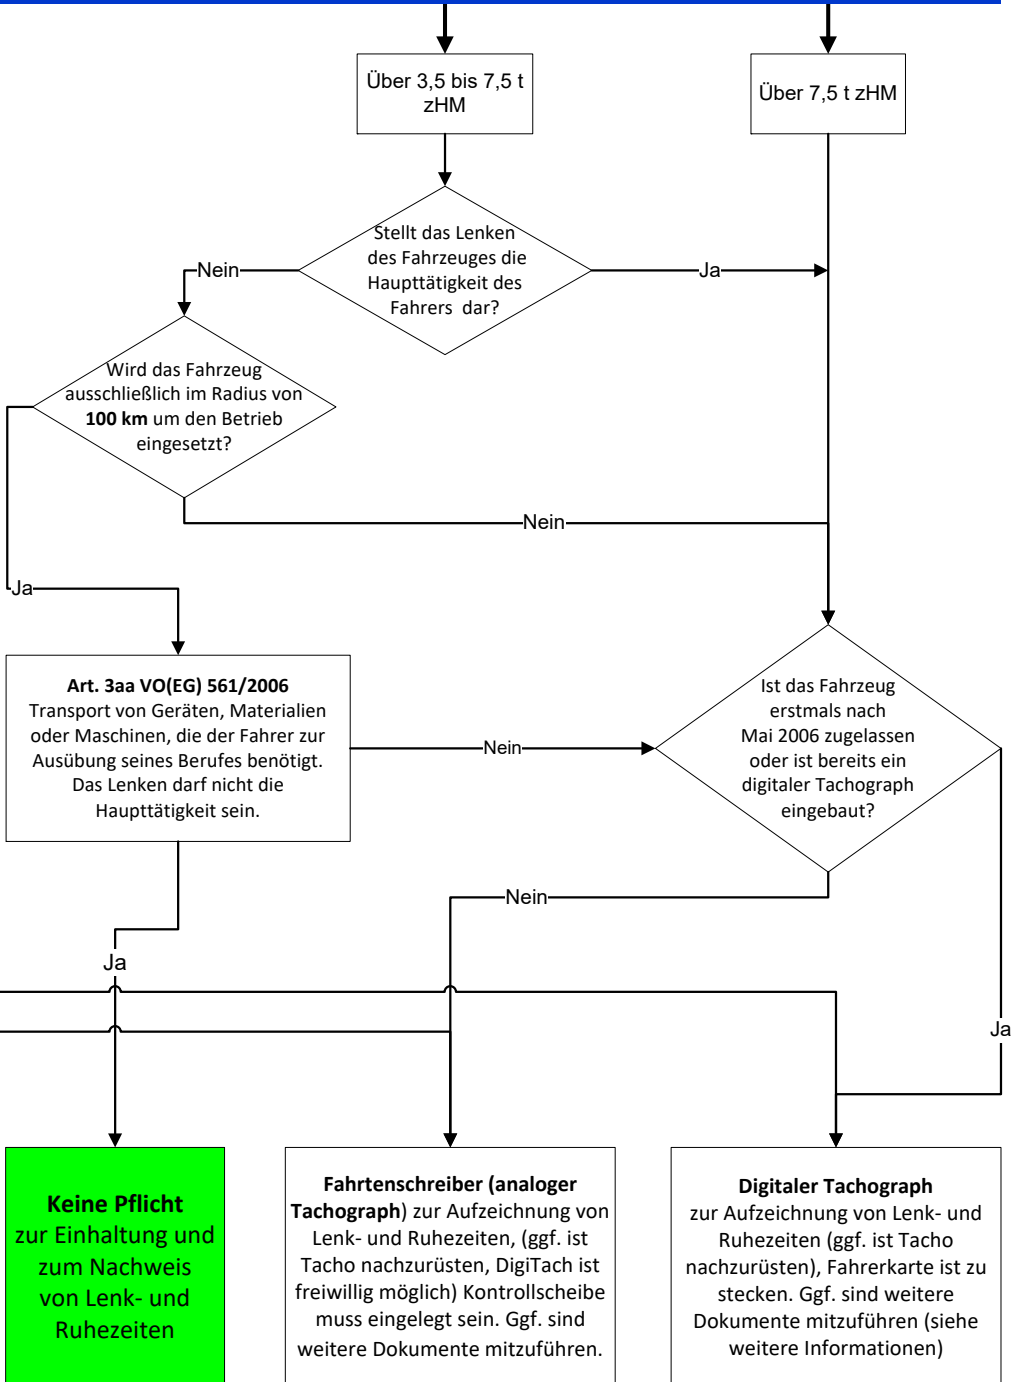 Über 3,5 bis 7,5 t
zHM
Über 7,5 t zHM
Stellt das Lenken
des Fahrzeuges die
Haupttätigkeit des
Fahrers dar?
Nein
Ja
Wird das Fahrzeug
ausschließlich im Radius von
100 km um den Betrieb
eingesetzt?
Nein
Ja
Art. 3aa VO(EG) 561/2006
Transport von Geräten, Materialien
oder Maschinen, die der Fahrer zur
Ausübung seines Berufes benötigt.
Das Lenken darf nicht die
Haupttätigkeit sein.
Nein
Ist das Fahrzeug
erstmals nach
Mai 2006 zugelassen
oder ist bereits ein
digitaler Tachograph
eingebaut?
Nein
Ja
Ja
Keine Pflicht
zur Einhaltung und
zum Nachweis
von Lenk- und
Ruhezeiten
Fahrtenschreiber (analoger
Tachograph) zur Aufzeichnung von
Lenk- und Ruhezeiten, (ggf. ist
Tacho nachzurüsten, DigiTach ist
freiwillig möglich) Kontrollscheibe
muss eingelegt sein. Ggf. sind
weitere Dokumente mitzuführen.
Digitaler Tachograph
zur Aufzeichnung von Lenk- und
Ruhezeiten (ggf. ist Tacho
nachzurüsten), Fahrerkarte ist zu
stecken. Ggf. sind weitere
Dokumente mitzuführen (siehe
weitere Informationen)